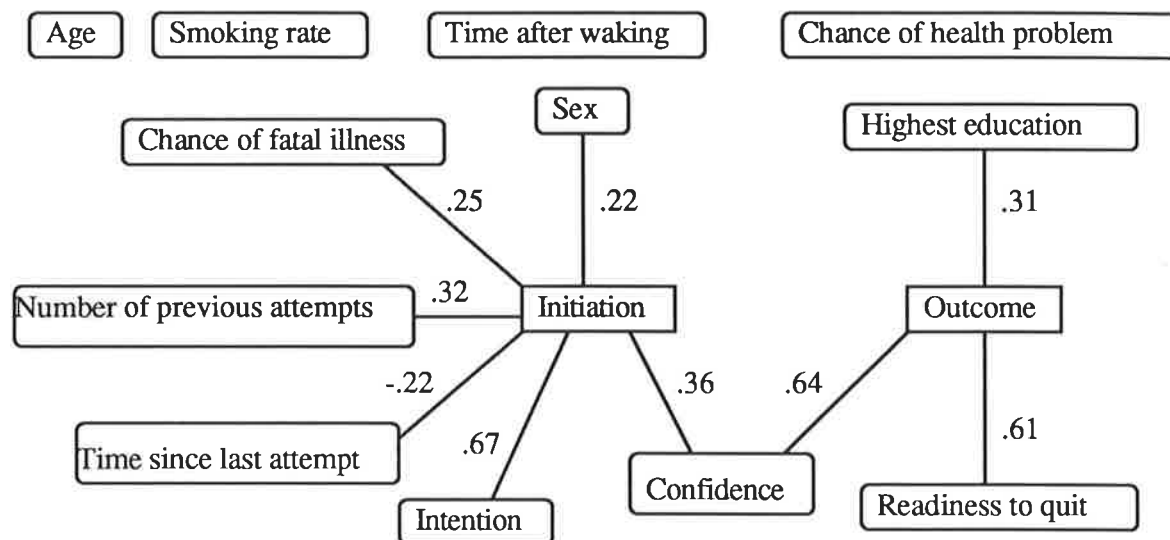 Age
Smoking rate
Time after waking
Chance of health problem
Sex
Highest education
Chance of fatal illness
.25
.22
.31
Number of previous attempts
.32
Initiation
Outcome
-.22
.36
.64
.67
.61
Time since last attempt
Confidence
Intention
Readiness to quit